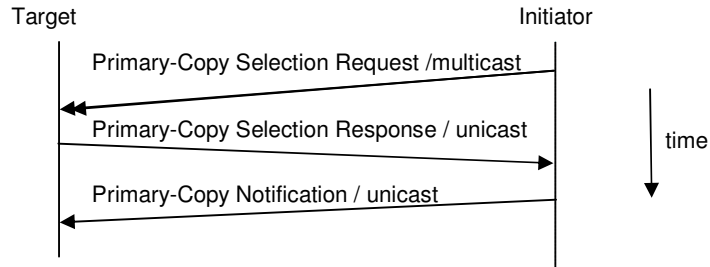 Target
Initiator
Primary-Copy Selection Request /multicast
Primary-Copy Selection Response / unicast
time
Primary-Copy Notification / unicast